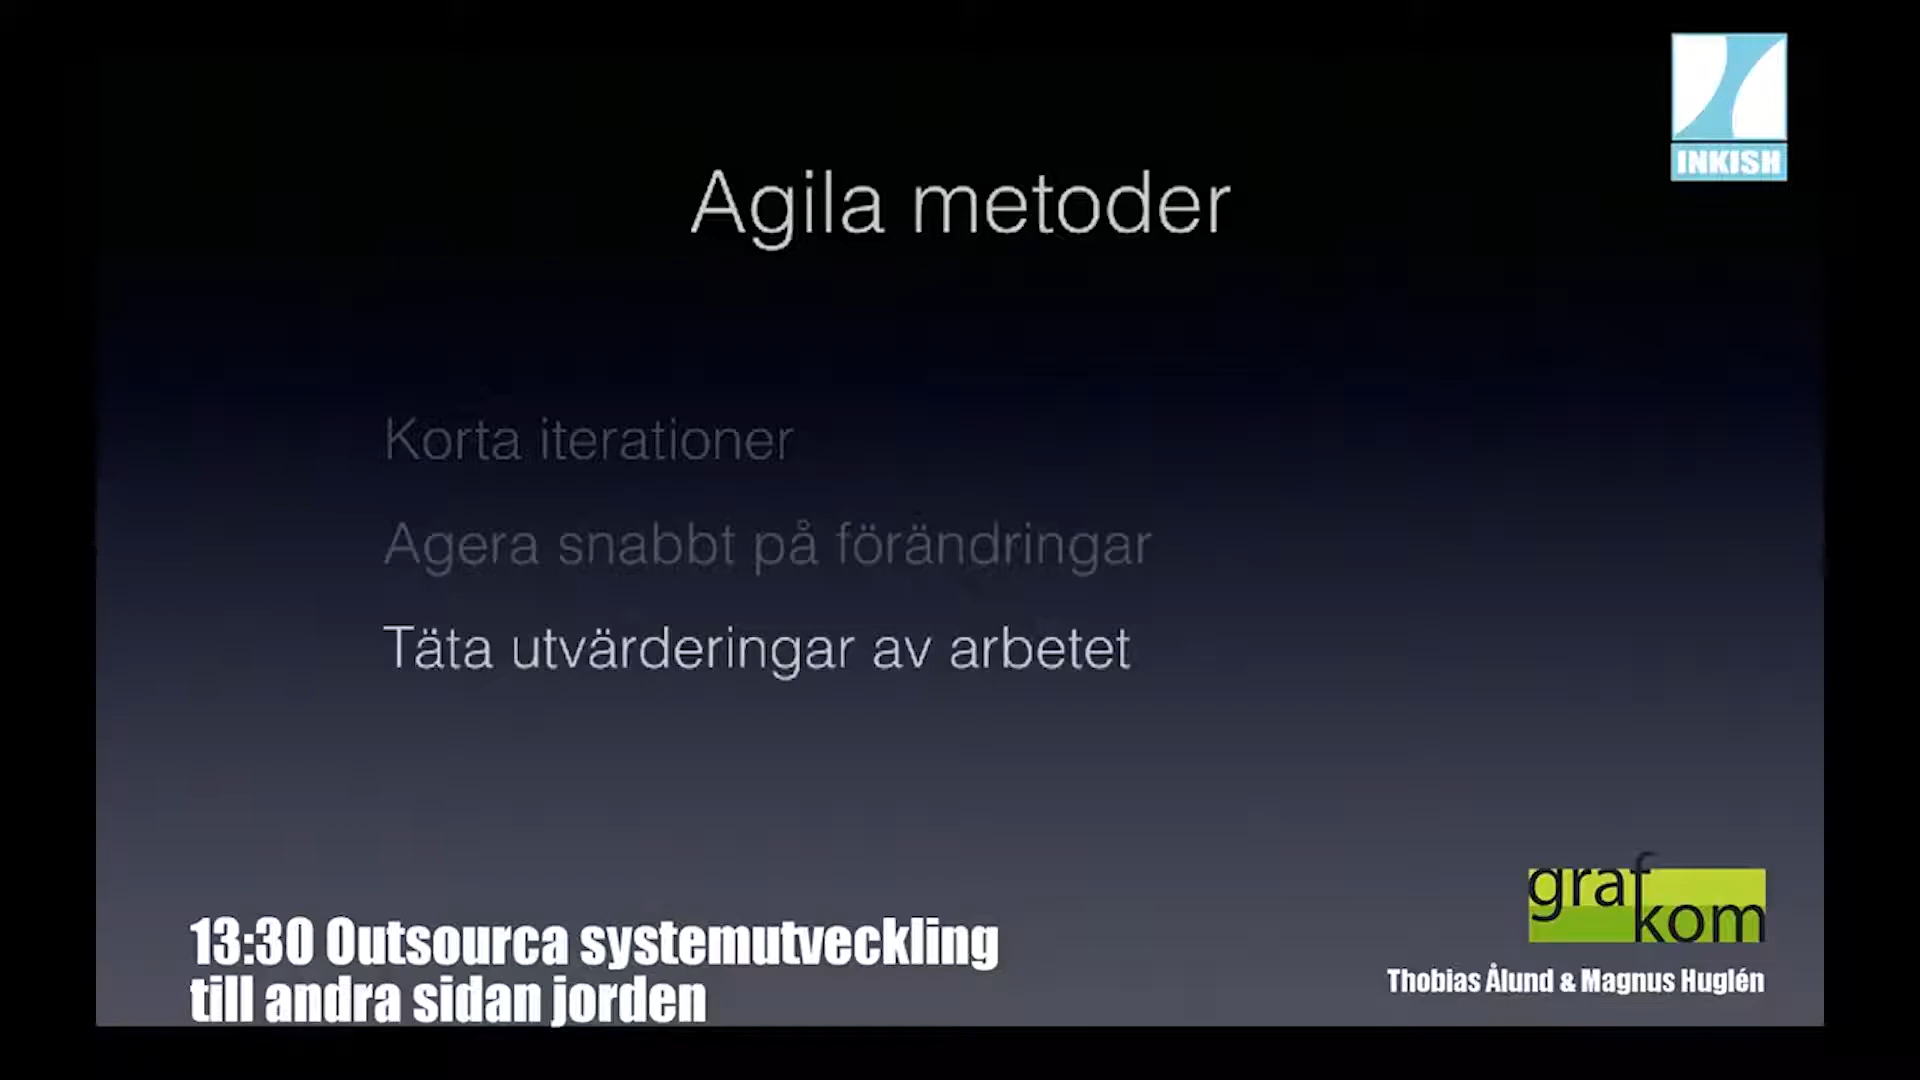 INKISH
Agila metoder
Korta iterationer
Agera snabbt på förändringar
Täta utvärderingar av arbetet
graf
kom
13:30 Outsourca systemutveckling
till andra sidan jorden
Thobias Ålund & Magnus Huglén